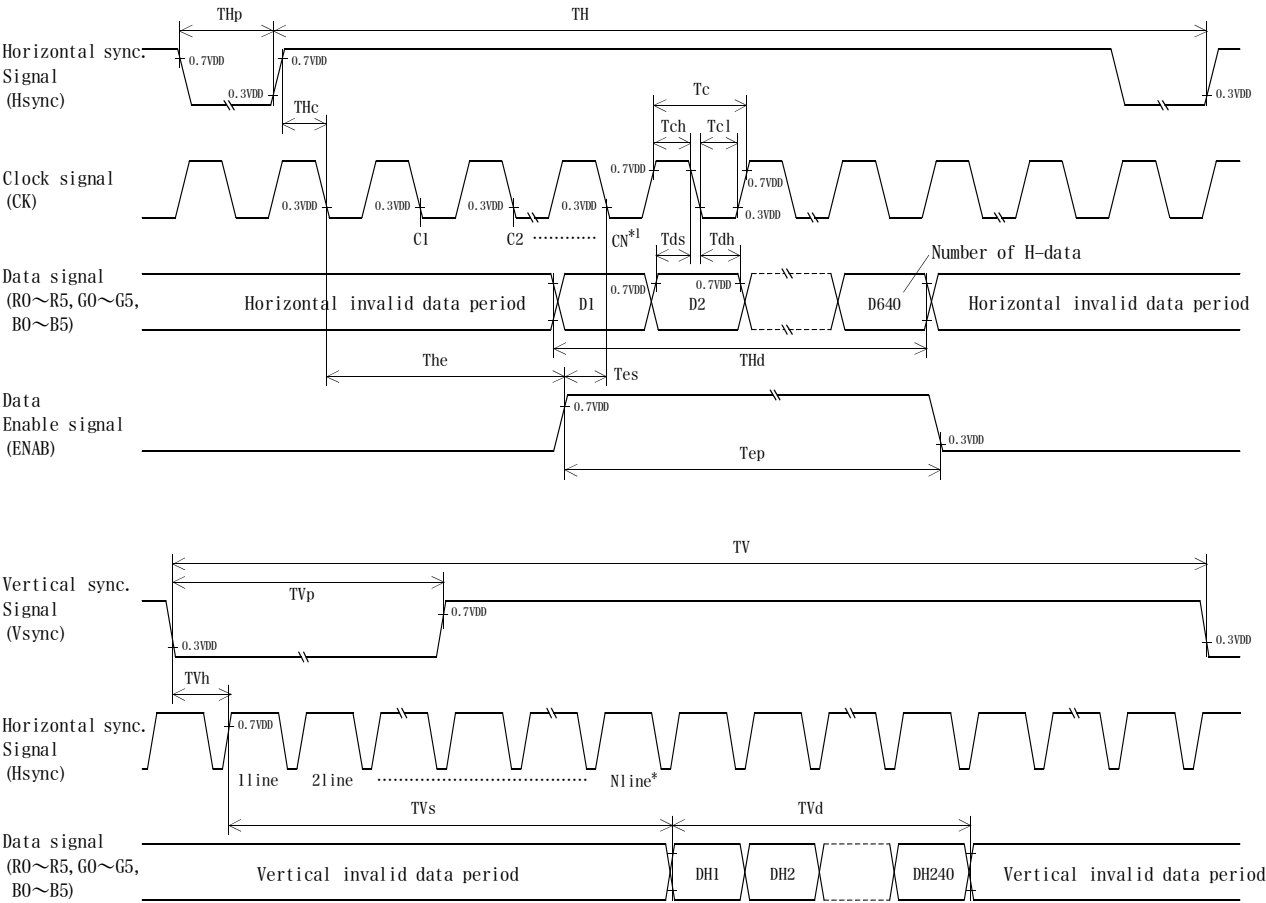 THp
TH
Horizontal sync.
Signal
(Hsync)
0.7VDD
0.3VDD
0.7VDD
0.3VDD
THc
Tc
Tch
Tcl
Clock signal
(CK)
0.3VDD
0.3VDD
0.3VDD
0.3VDD
0.7VDD
0.7VDD
0.3VDD
C1
C2 ············ CN*1
Tds
Tdh
Number of H-data
Data signal
(R0～R5,G0～G5,
B0～B5)
Horizontal invalid data period
D1
0.7VDD
D2
0.7VDD
D640
Horizontal invalid data period
THd
The
Tes
Data
Enable signal
(ENAB)
0.7VDD
0.3VDD
Tep
TV
Vertical sync.
Signal
(Vsync)
TVp
0.7VDD
0.3VDD
0.3VDD
TVh
Horizontal sync.
Signal
(Hsync)
0.7VDD
1line
2line ······································ Nline*
TVs
TVd
Data signal
(R0～R5,G0～G5,
B0～B5)
Vertical invalid data period
DH1
DH2
DH240
Vertical invalid data period